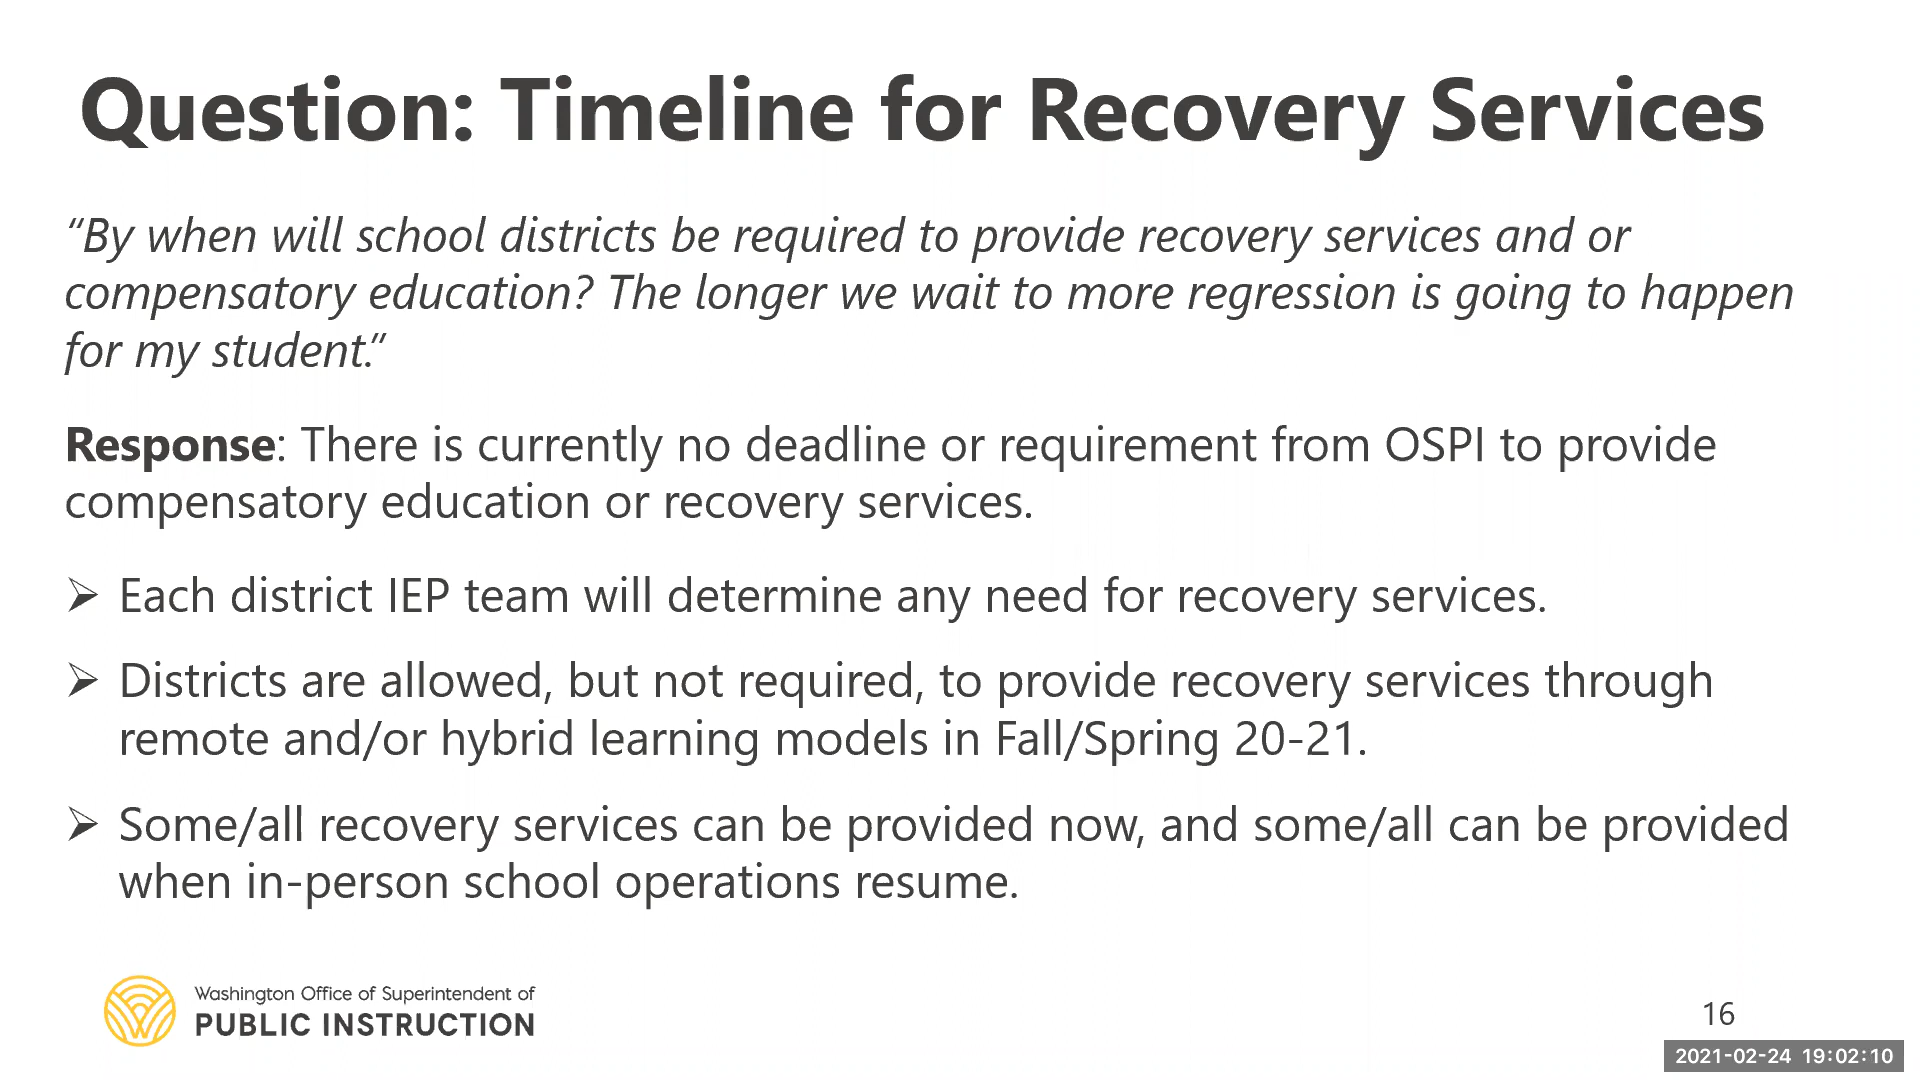 Question: Timeline for Recovery Services
“By when will school districts be required to provide recovery services and or
compensatory education? The longer we wait to more regression is going to happen
for my student.”
Response: There is currently no deadline or requirement from OSPI to provide
compensatory education or recovery services.
➢ Each district IEP team will determine any need for recovery services.
➢ Districts are allowed, but not required, to provide recovery services through
remote and/or hybrid learning models in Fall/Spring 20-21.
➢ Some/all recovery services can be provided now, and some/all can be provided
when in-person school operations resume.
Washington Office of Superintendent of
PUBLIC INSTRUCTION
16
2021-02-24 19:02:10